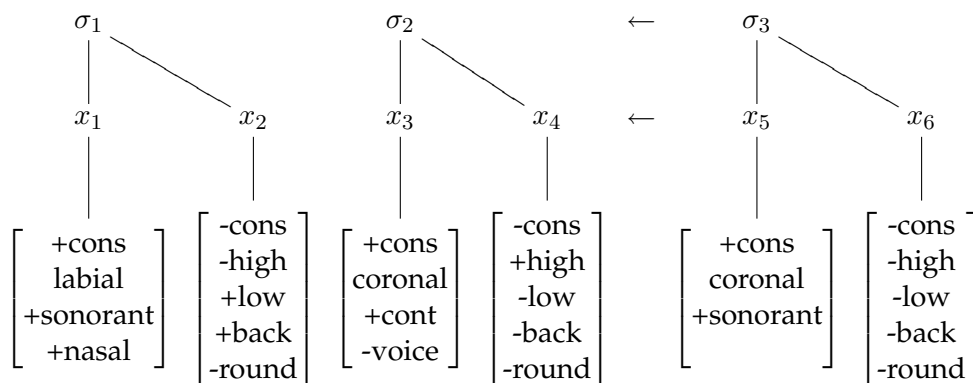 σ₁ σ₂ ← σ₃
x₁ x₂ x₃ x₄ ← x₅ x₆
+cons -cons +cons -cons +cons -cons
labial -high coronal +high coronal -high
+sonorant +low +cont -low +sonorant -low
+nasal +back -voice -back -back
-round -round -round